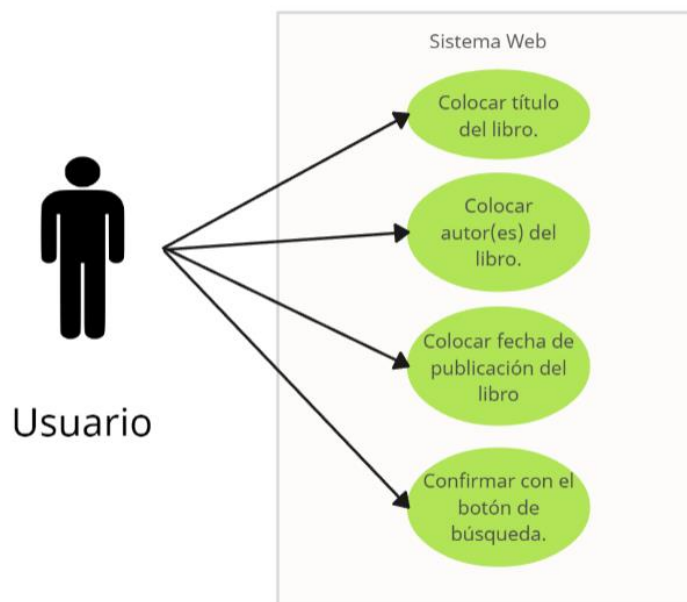 Sistema Web
Colocar título
del libro.
Colocar
autor(es) del
libro.
Colocar fecha de
publicación del
libro
Usuario
Confirmar con el
botón de
búsqueda.